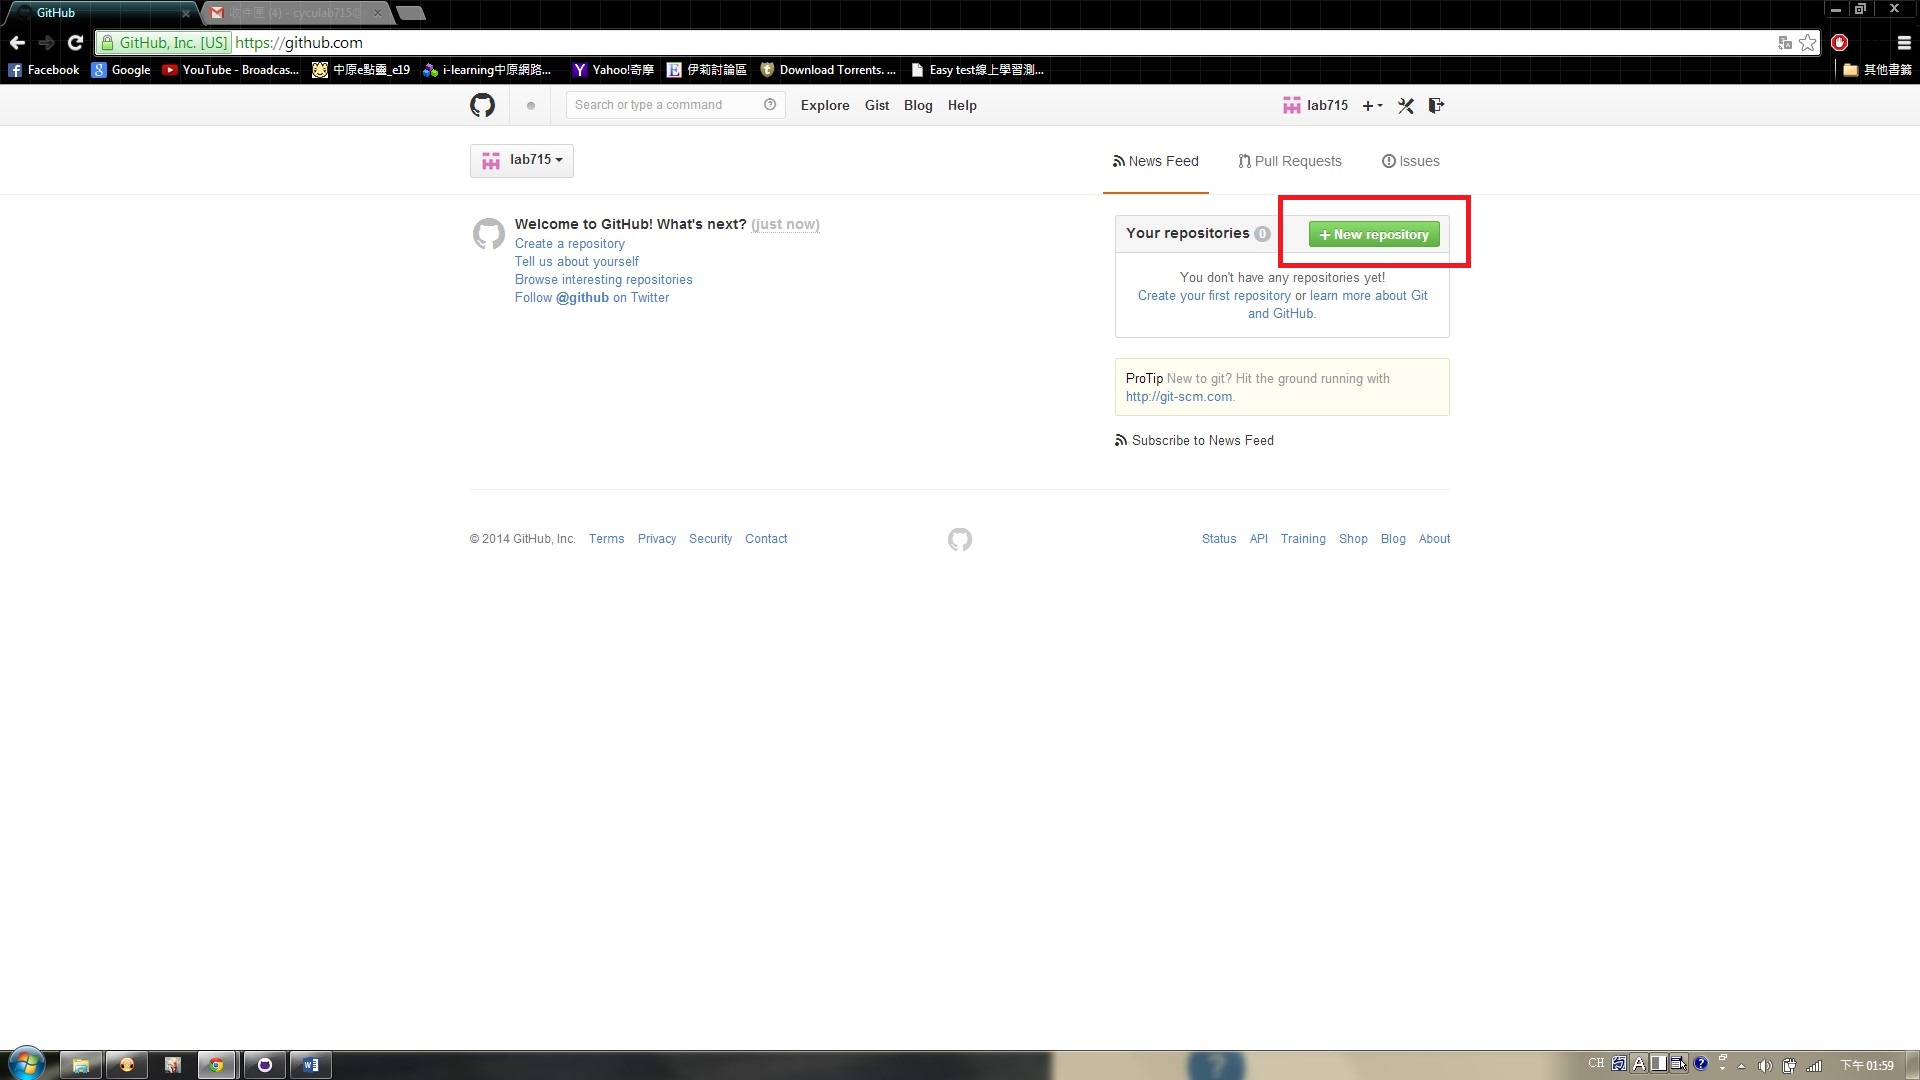 GitHub
收件匣 (4) - cyculab715@
GitHub, Inc. [US] https://github.com
Facebook Google YouTube - Broadcas... 中原e點靈_e19 i-learning中原網路... Yahoo!奇摩 伊莉討論區 Download Torrents. ... Easy test線上學習測... 其他書籤
Search or type a command Explore Gist Blog Help lab715
lab715 News Feed Pull Requests Issues
Welcome to GitHub! What's next? (just now)
Create a repository
Tell us about yourself
Browse interesting repositories
Follow @github on Twitter
Your repositories 0 + New repository
You don't have any repositories yet!
Create your first repository or learn more about Git
and GitHub.
ProTip New to git? Hit the ground running with
http://git-scm.com.
Subscribe to News Feed
© 2014 GitHub, Inc. Terms Privacy Security Contact Status API Training Shop Blog About
CH A 下午 01:59